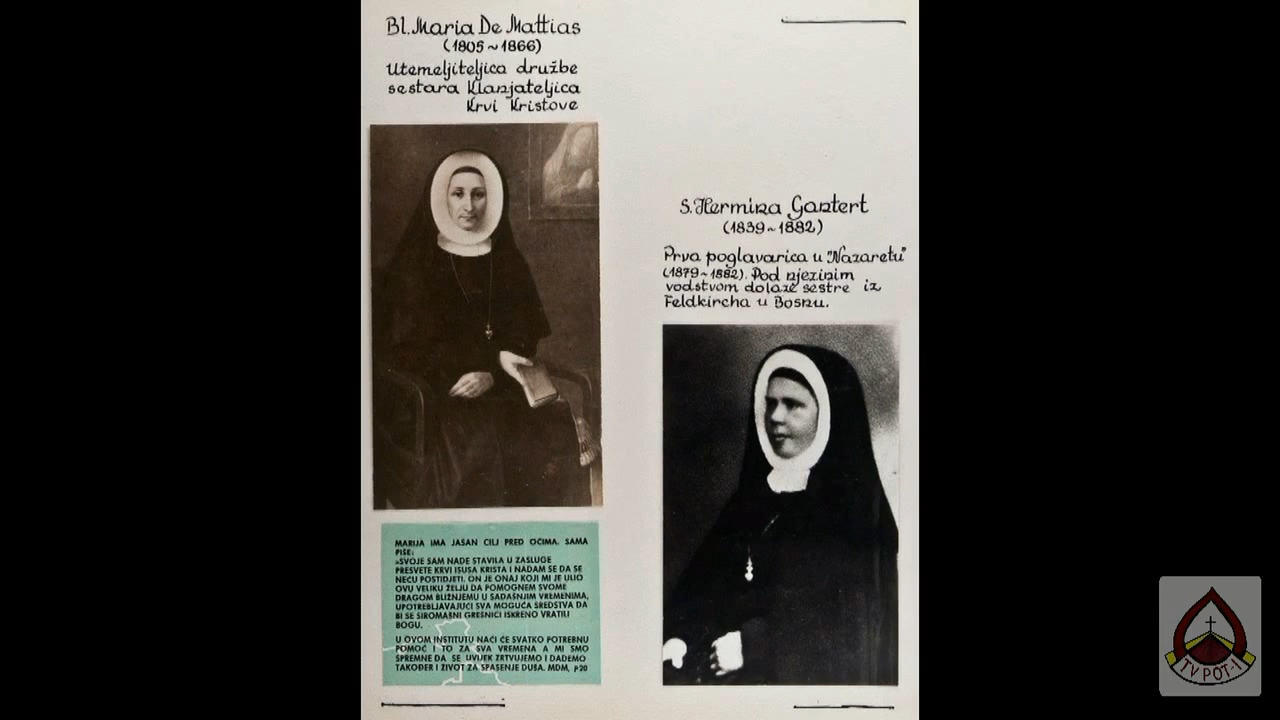 Bl. Maria De Mattias
(1805~1866)
Utemeljiteljica družbe
sestara Klanjateljica
Krvi Kristove
MARIJA IMA JASAN CILJ PRED OČIMA. SAMA
PIŠE:
»SVOJE SAM NADE STAVILA U ZASLUGE
PRESVETE KRVI ISUSA KRISTA I NADAM SE DA SE
NEĆU POSTIDJETI. ON JE ONAJ KOJI MI JE ULIO
OVU VELIKU ŽELJU DA POMOGNEM SVOME
DRAGOM BLIŽNJEMU U SADAŠNJIM VREMENIMA,
UPOTREBLJAVAJUĆI SVA MOGUĆA SREDSTVA DA
BI SE SIROMAŠNI GREŠNICI ISKRENO VRATILI
BOGU.
U OVOM INSTITUTU NAĆI ĆE SVATKO POTREBNU
POMOĆ I TO ZA SVA VREMENA A MI SMO
SPREMNE DA SE UVIJEK ŽRTVUJEMO I DADEMO
TAKOĐER I ŽIVOT ZA SPASENJE DUŠA. MDM, P20
S. Hermina Gantert
(1839~1882)
Prva poglavarica u "Nazaretu"
(1879~1882). Pod njezinim
vodstvom dolaze sestre iz
Feldkircha u Bosnu.
TV POT-1